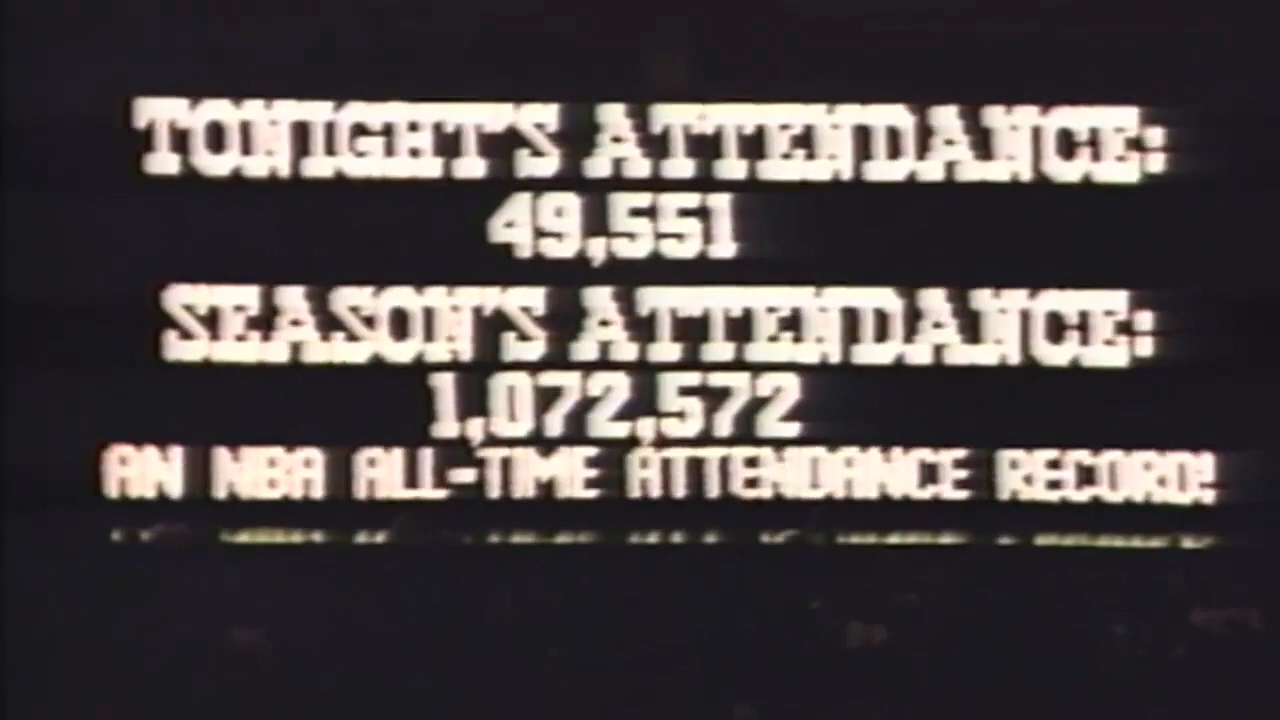 TONIGHT'S ATTENDANCE:
49,551
SEASON'S ATTENDANCE:
1,072,572
AN NBA ALL-TIME ATTENDANCE RECORD!